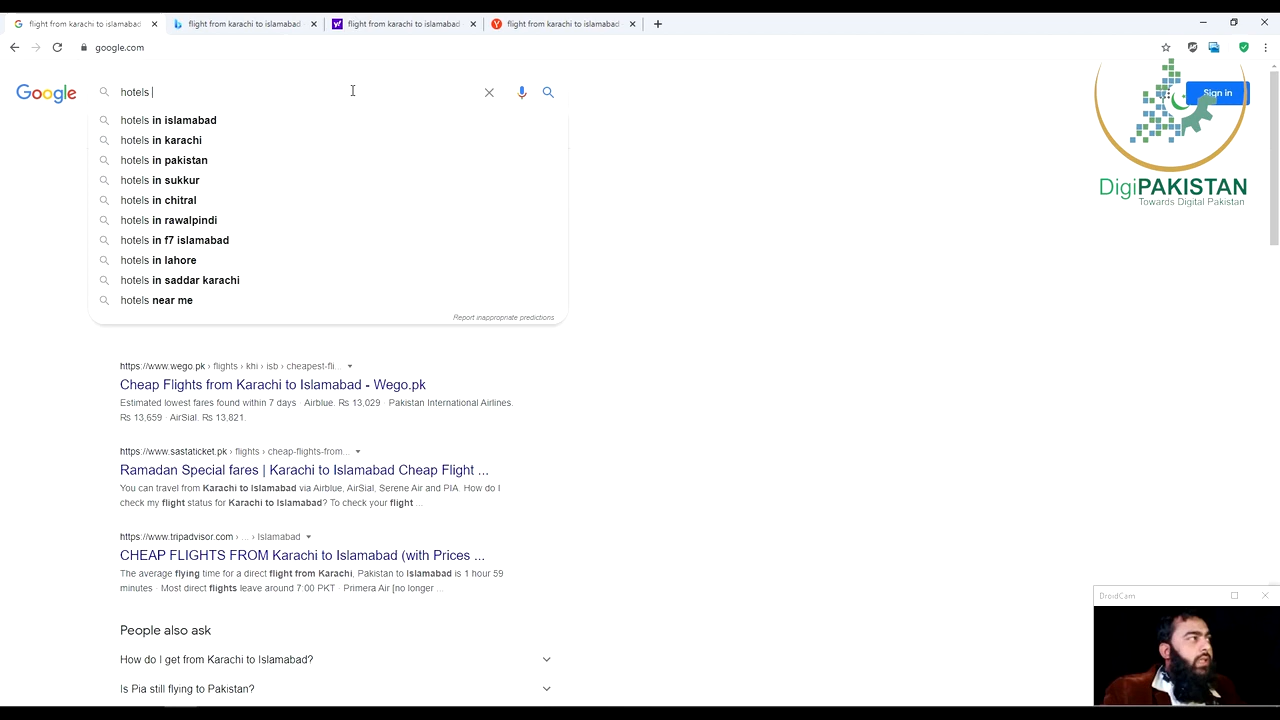 flight from karachi to islamabad
flight from karachi to islamabad
flight from karachi to islamabad
flight from karachi to islamabad
google.com
Google
hotels
Sign in
hotels in islamabad
hotels in karachi
hotels in pakistan
hotels in sukkur
hotels in chitral
hotels in rawalpindi
hotels in f7 islamabad
hotels in lahore
hotels in saddar karachi
hotels near me
Report inappropriate predictions
DigiPAKISTAN
Towards Digital Pakistan
https://www.wego.pk › flights › khi › isb › cheapest-fli...
Cheap Flights from Karachi to Islamabad - Wego.pk
Estimated lowest fares found within 7 days · Airblue. Rs 13,029 · Pakistan International Airlines.
Rs 13,659 · AirSial. Rs 13,821.
https://www.sastaticket.pk › flights › cheap-flights-from...
Ramadan Special fares | Karachi to Islamabad Cheap Flight ...
You can travel from Karachi to Islamabad via Airblue, AirSial, Serene Air and PIA. How do I
check my flight status for Karachi to Islamabad? To check your flight ...
https://www.tripadvisor.com › ... › Islamabad
CHEAP FLIGHTS FROM Karachi to Islamabad (with Prices ...
The average flying time for a direct flight from Karachi, Pakistan to Islamabad is 1 hour 59
minutes · Most direct flights leave around 7:00 PKT · Primera Air [no longer ...
People also ask
How do I get from Karachi to Islamabad?
Is Pia still flying to Pakistan?
DroidCam